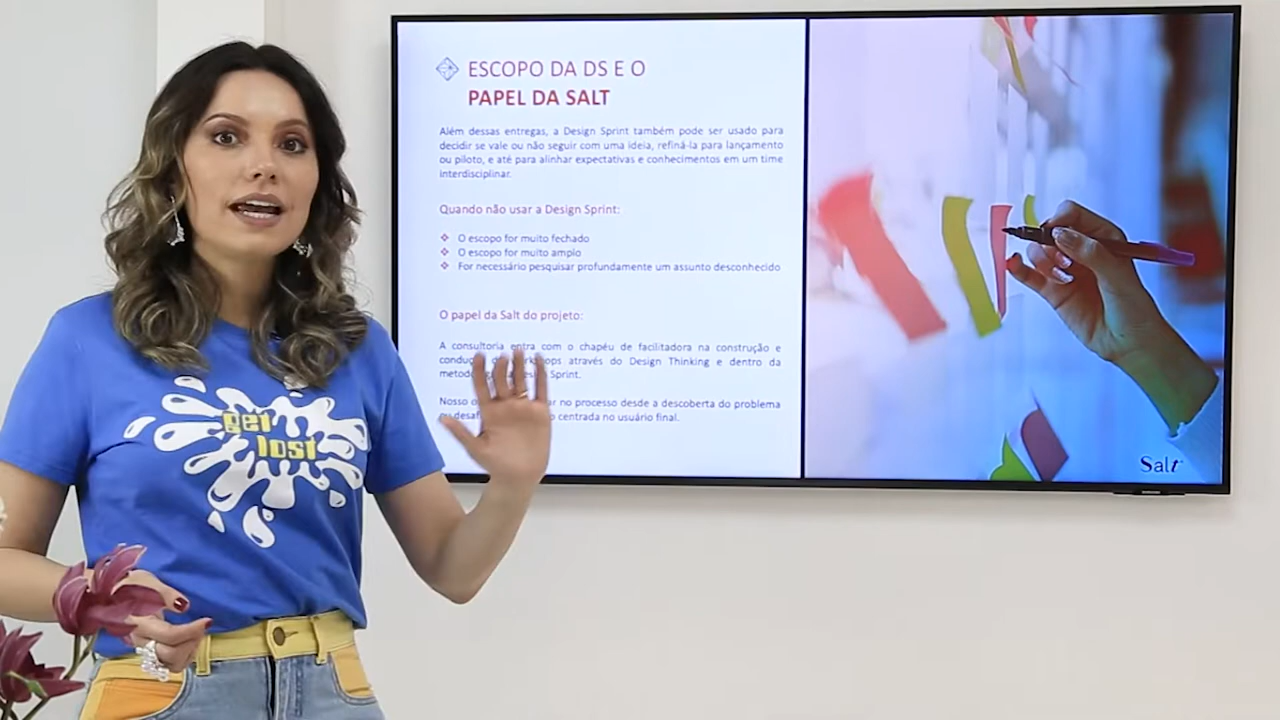 ESCOPO DA DS E O
PAPEL DA SALT
Além dessas entregas, a Design Sprint também pode ser usado para
decidir se vale ou não seguir com uma ideia, refiná-la para lançamento
ou piloto, e até para alinhar expectativas e conhecimentos em um time
interdisciplinar.
Quando não usar a Design Sprint:
O escopo for muito fechado
O escopo for muito amplo
For necessário pesquisar profundamente um assunto desconhecido
O papel da Salt do projeto:
A consultoria entra com o chapéu de facilitadora na construção e
através do Design Thinking e dentro da
Sprint.
Nosso no processo desde a descoberta do problema
centrada no usuário final.
Salt
get
lost